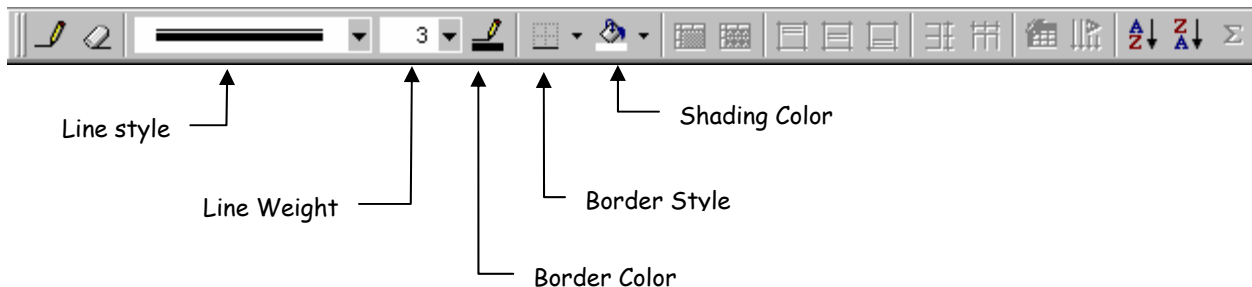 3
A
Z
Z
A
Σ
Line style
Shading Color
Line Weight
Border Style
Border Color